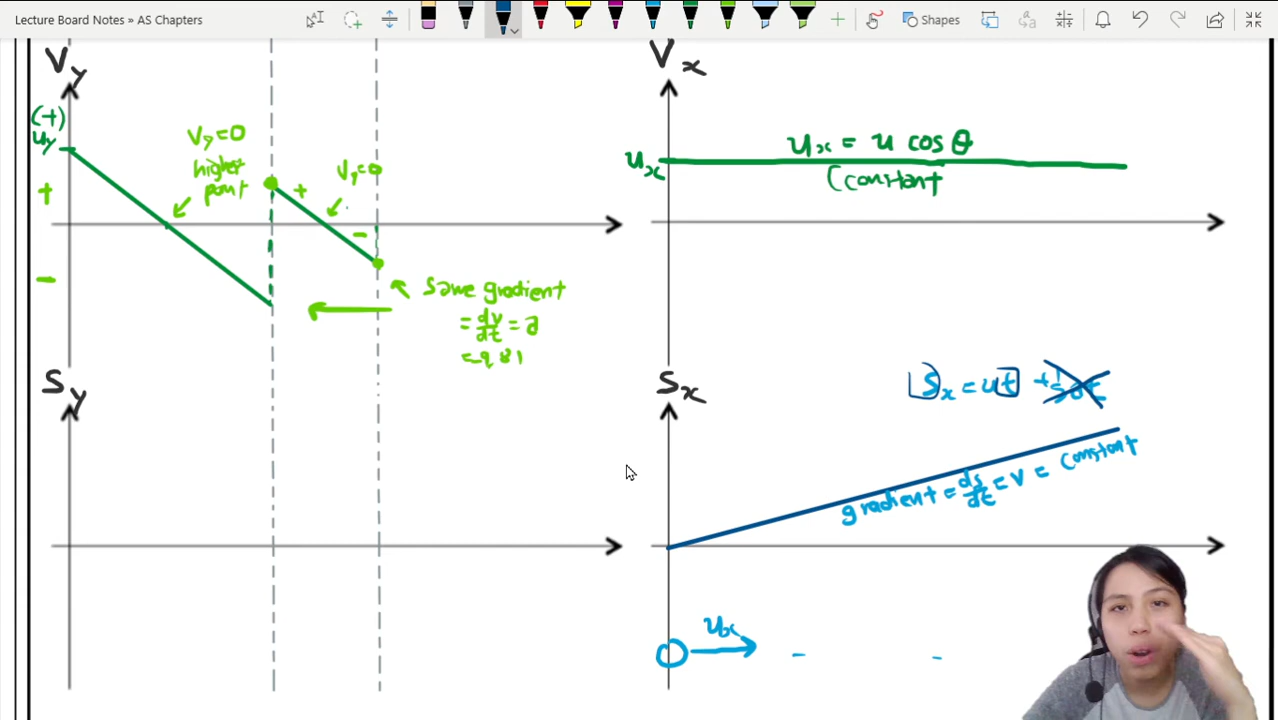 Lecture Board Notes » AS Chapters
Shapes
Vy
(+)
uy
+
-
Vy=0
highest
point
+
Vy=0
-
Same gradient
= dv/dt = a
=9.81
Vx
ux
ux = u cos θ
(constant
Sy
Sx
Sx = ut
gradient = ds/dt = v = constant
ux